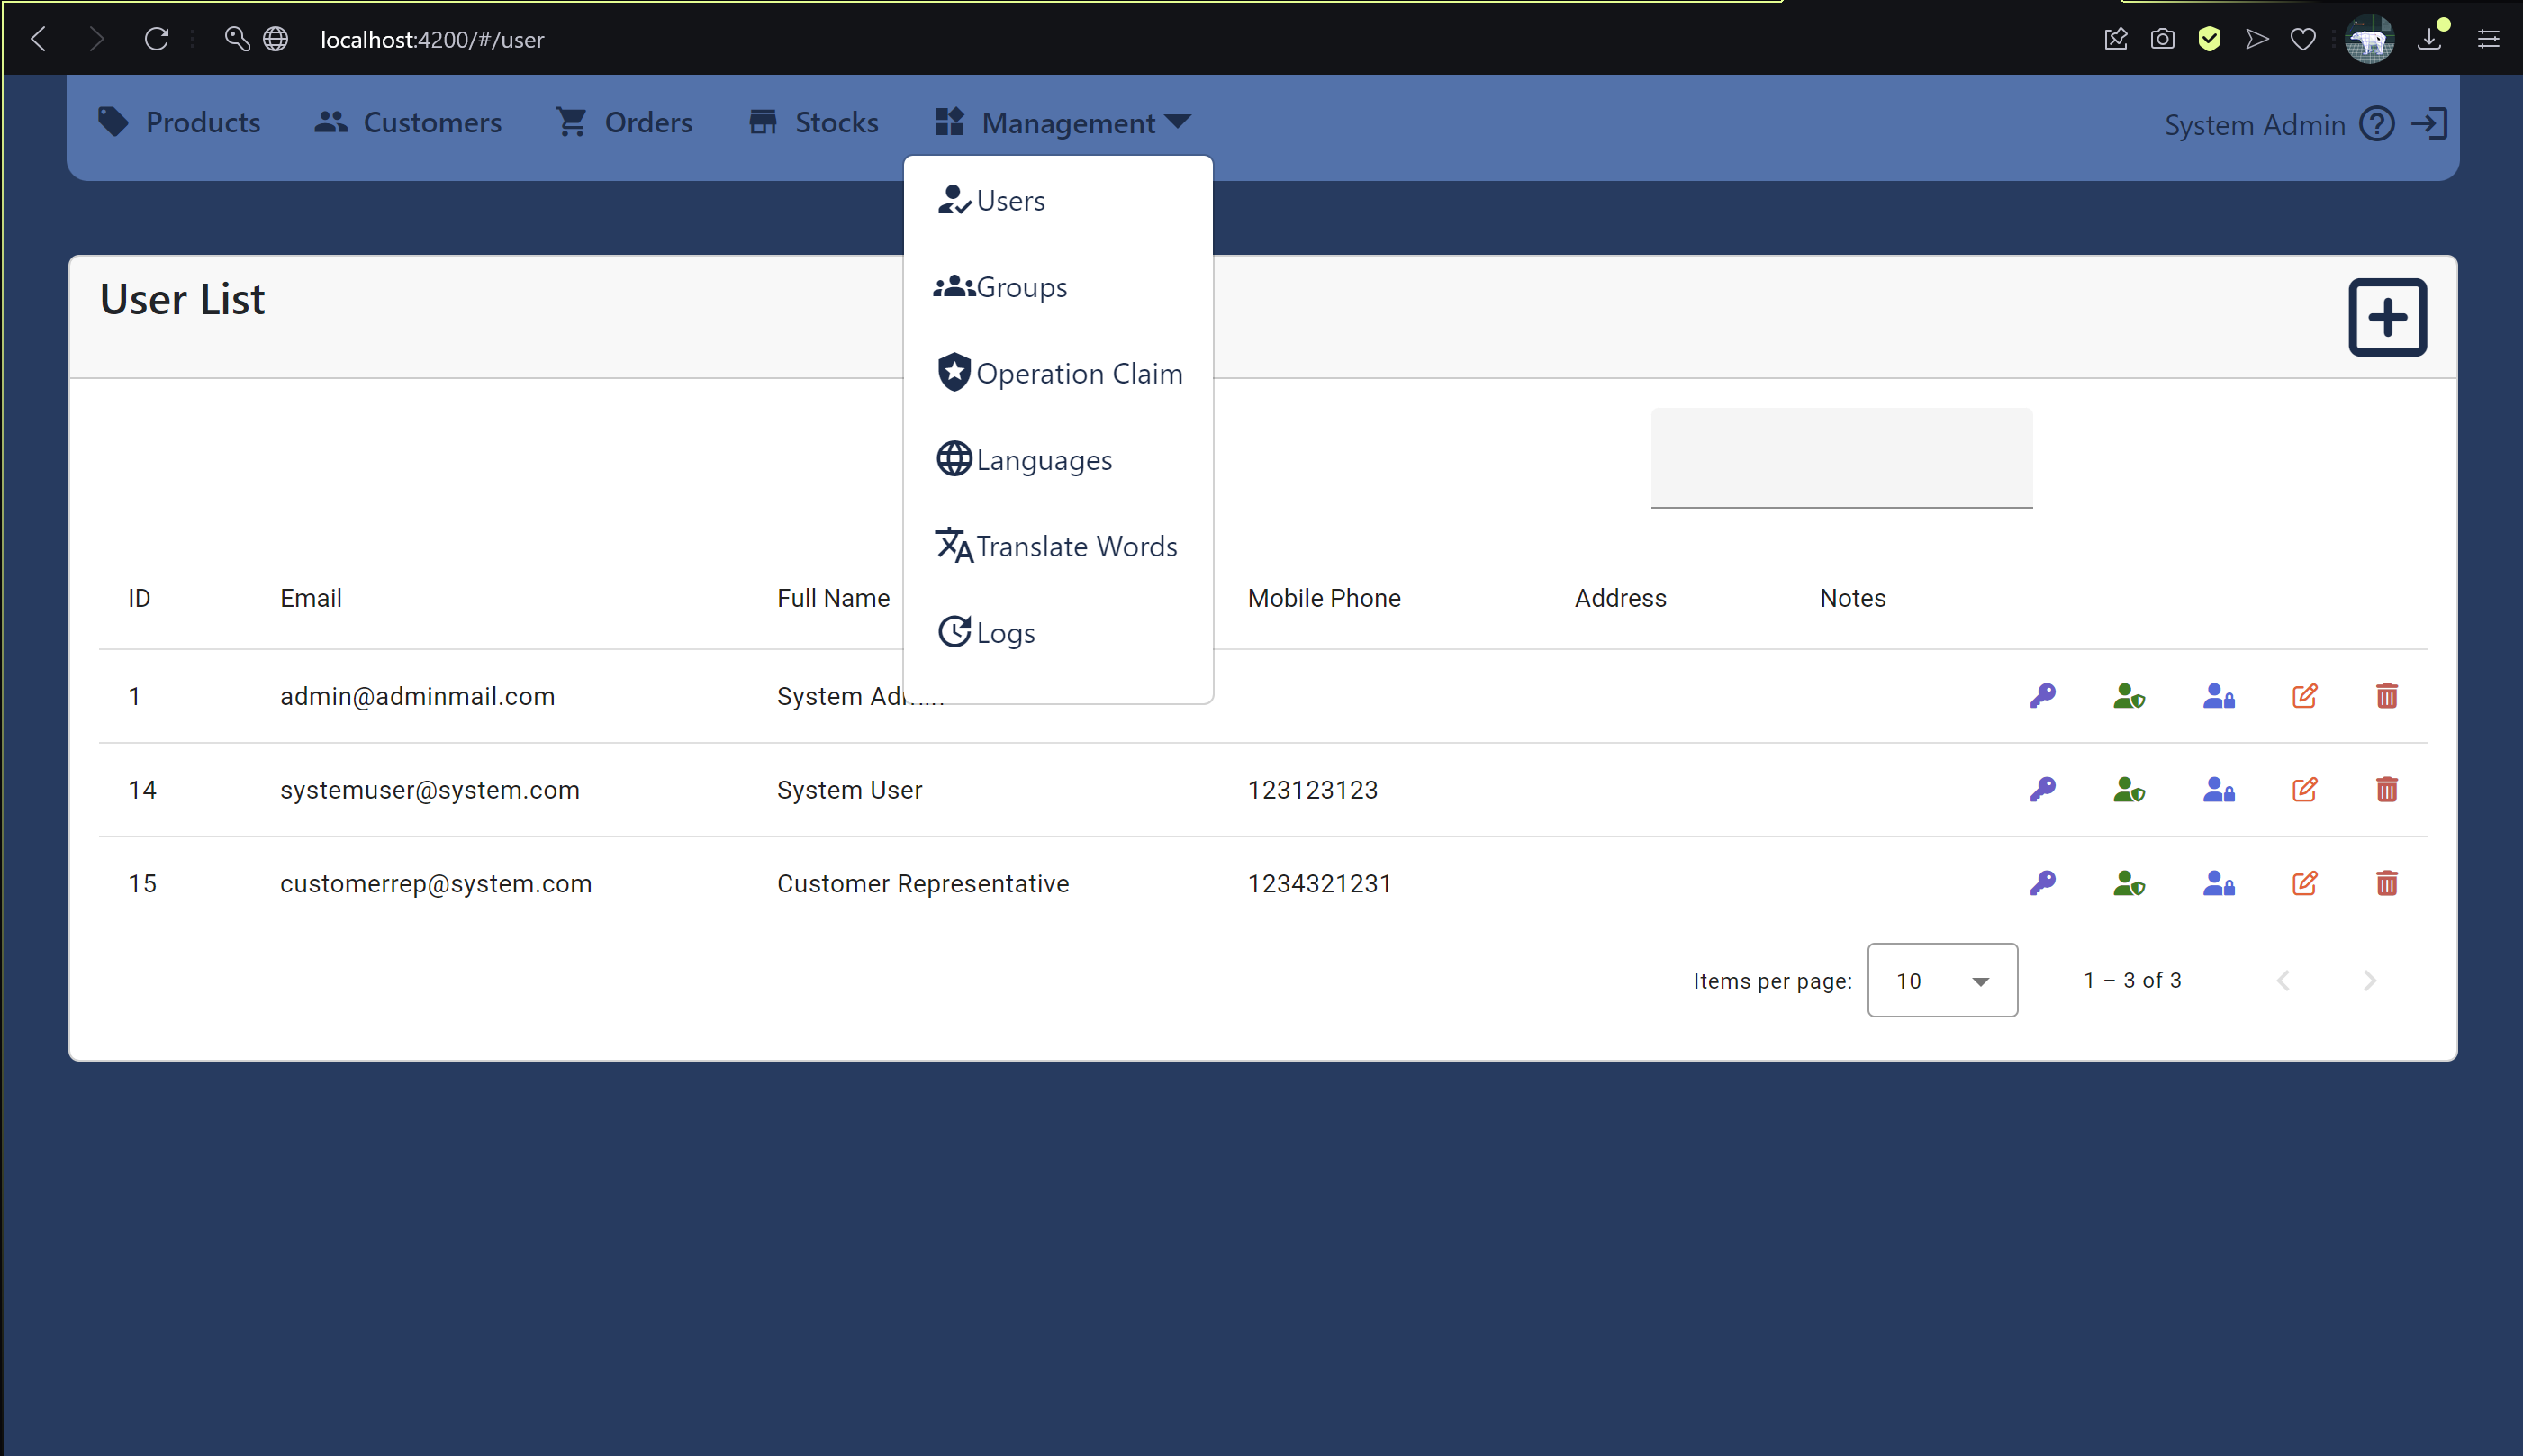 localhost:4200/#/user
Products Customers Orders Stocks Management System Admin
Users
Groups
Operation Claim
Languages
Translate Words
Logs
User List
ID Email Full Name Mobile Phone Address Notes
1 admin@adminmail.com System Admin
14 systemuser@system.com System User 123123123
15 customerrep@system.com Customer Representative 1234321231
Items per page: 10 1 – 3 of 3